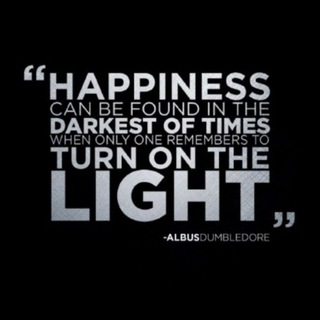 “HAPPINESS
CAN BE FOUND IN THE
DARKEST OF TIMES
WHEN ONLY ONE REMEMBERS TO
TURN ON THE
LIGHT„
-ALBUSDUMBLEDORE